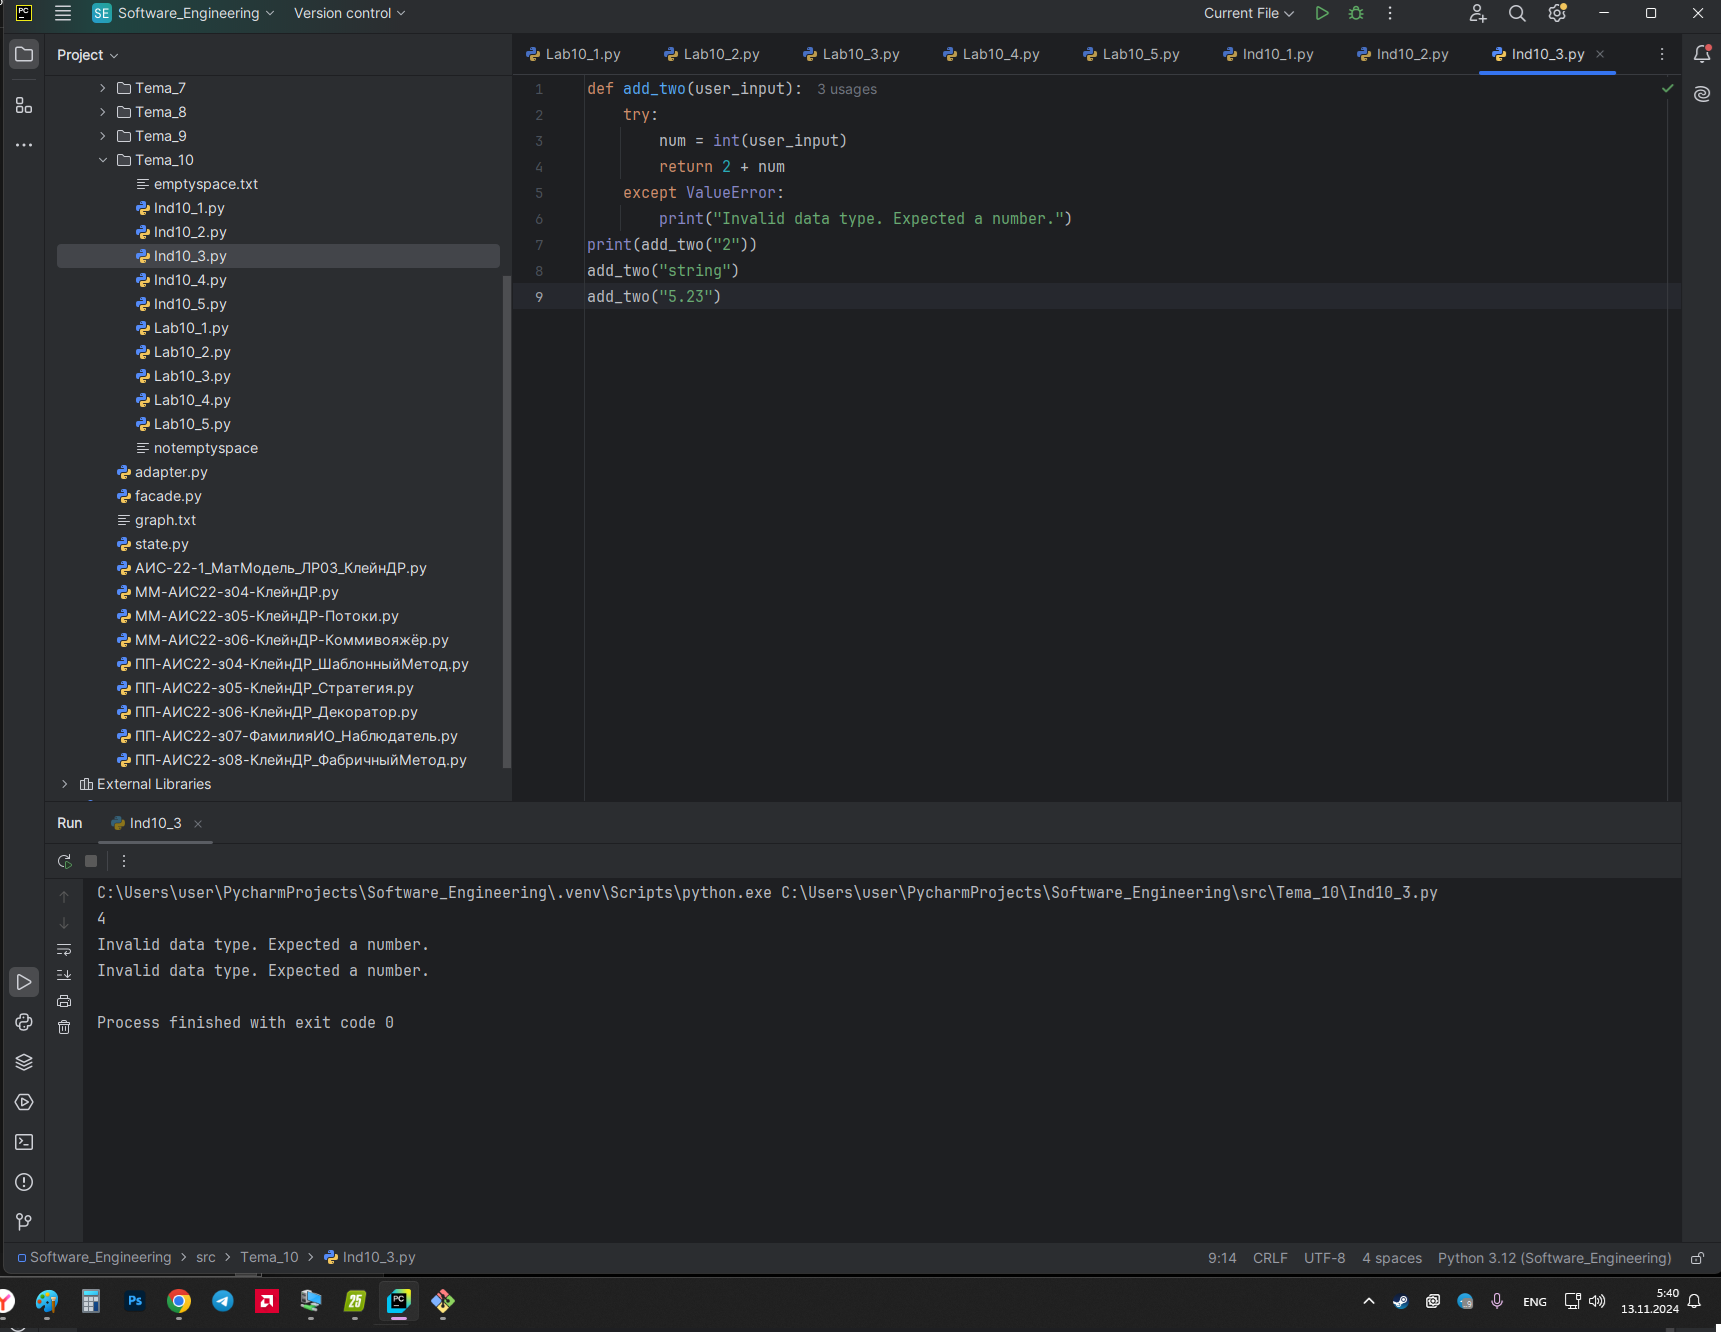 PC
SE Software_Engineering Version control Current File
Project
Lab10_1.py Lab10_2.py Lab10_3.py Lab10_4.py Lab10_5.py Ind10_1.py Ind10_2.py Ind10_3.py
Tema_7
Tema_8
Tema_9
Tema_10
emptyspace.txt
Ind10_1.py
Ind10_2.py
Ind10_3.py
Ind10_4.py
Ind10_5.py
Lab10_1.py
Lab10_2.py
Lab10_3.py
Lab10_4.py
Lab10_5.py
notemptyspace
adapter.py
facade.py
graph.txt
state.py
АИС-22-1_МатМодель_ЛР03_КлейнДР.py
ММ-АИС22-з04-КлейнДР.py
ММ-АИС22-з05-КлейнДР-Потоки.py
ММ-АИС22-з06-КлейнДР-Коммивояжёр.py
ПП-АИС22-з04-КлейнДР_ШаблонныйМетод.py
ПП-АИС22-з05-КлейнДР_Стратегия.py
ПП-АИС22-з06-КлейнДР_Декоратор.py
ПП-АИС22-з07-ФамилияИО_Наблюдатель.py
ПП-АИС22-з08-КлейнДР_ФабричныйМетод.py
External Libraries
1 def add_two(user_input): 3 usages
2 try:
3 num = int(user_input)
4 return 2 + num
5 except ValueError:
6 print("Invalid data type. Expected a number.")
7 print(add_two("2"))
8 add_two("string")
9 add_two("5.23")
Run Ind10_3
C:\Users\user\PycharmProjects\Software_Engineering\.venv\Scripts\python.exe C:\Users\user\PycharmProjects\Software_Engineering\src\Tema_10\Ind10_3.py
4
Invalid data type. Expected a number.
Invalid data type. Expected a number.
Process finished with exit code 0
Software_Engineering > src > Tema_10 > Ind10_3.py 9:14 CRLF UTF-8 4 spaces Python 3.12 (Software_Engineering)
Ps 25 PC ENG 5:40
13.11.2024